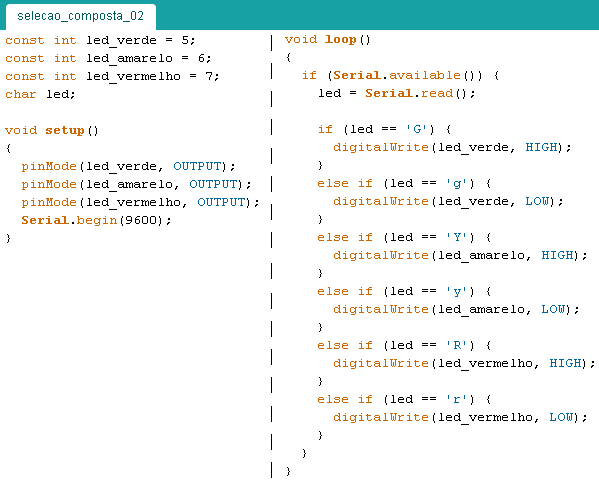 selecao_composta_02
const int led_verde = 5;
const int led_amarelo = 6;
const int led_vermelho = 7;
char led;
void setup()
{
pinMode(led_verde, OUTPUT);
pinMode(led_amarelo, OUTPUT);
pinMode(led_vermelho, OUTPUT);
Serial.begin(9600);
}
void loop()
{
if (Serial.available()) {
led = Serial.read();
if (led == 'G') {
digitalWrite(led_verde, HIGH);
}
else if (led == 'g') {
digitalWrite(led_verde, LOW);
}
else if (led == 'Y') {
digitalWrite(led_amarelo, HIGH);
}
else if (led == 'y') {
digitalWrite(led_amarelo, LOW);
}
else if (led == 'R') {
digitalWrite(led_vermelho, HIGH);
}
else if (led == 'r') {
digitalWrite(led_vermelho, LOW);
}
}
}